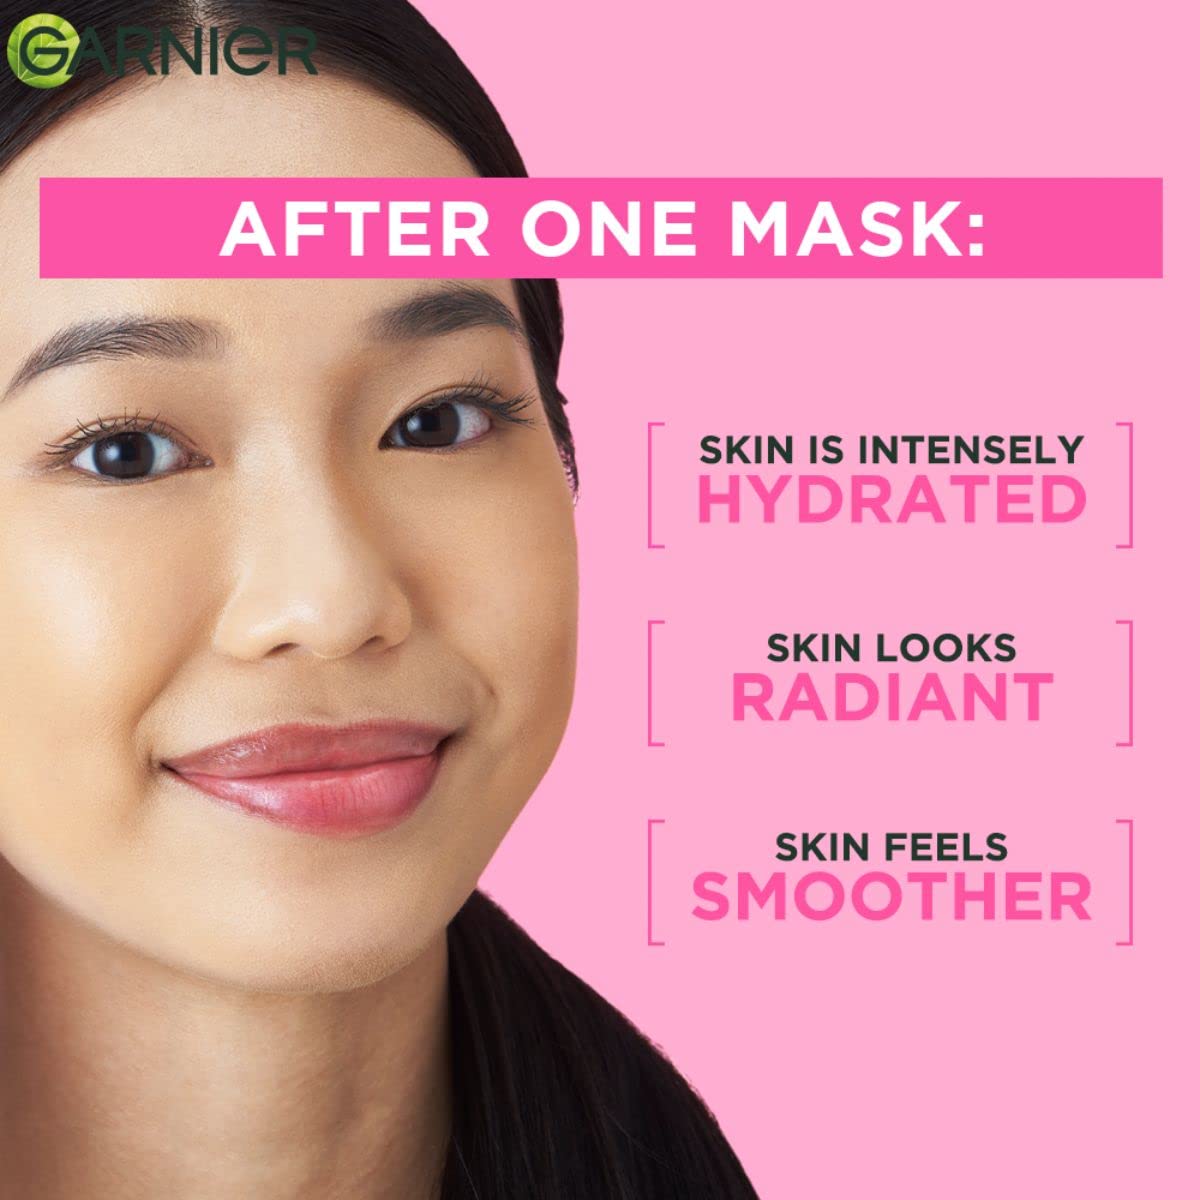 GARNIER
AFTER ONE MASK:
SKIN IS INTENSELY
HYDRATED
SKIN LOOKS
RADIANT
SKIN FEELS
SMOOTHER